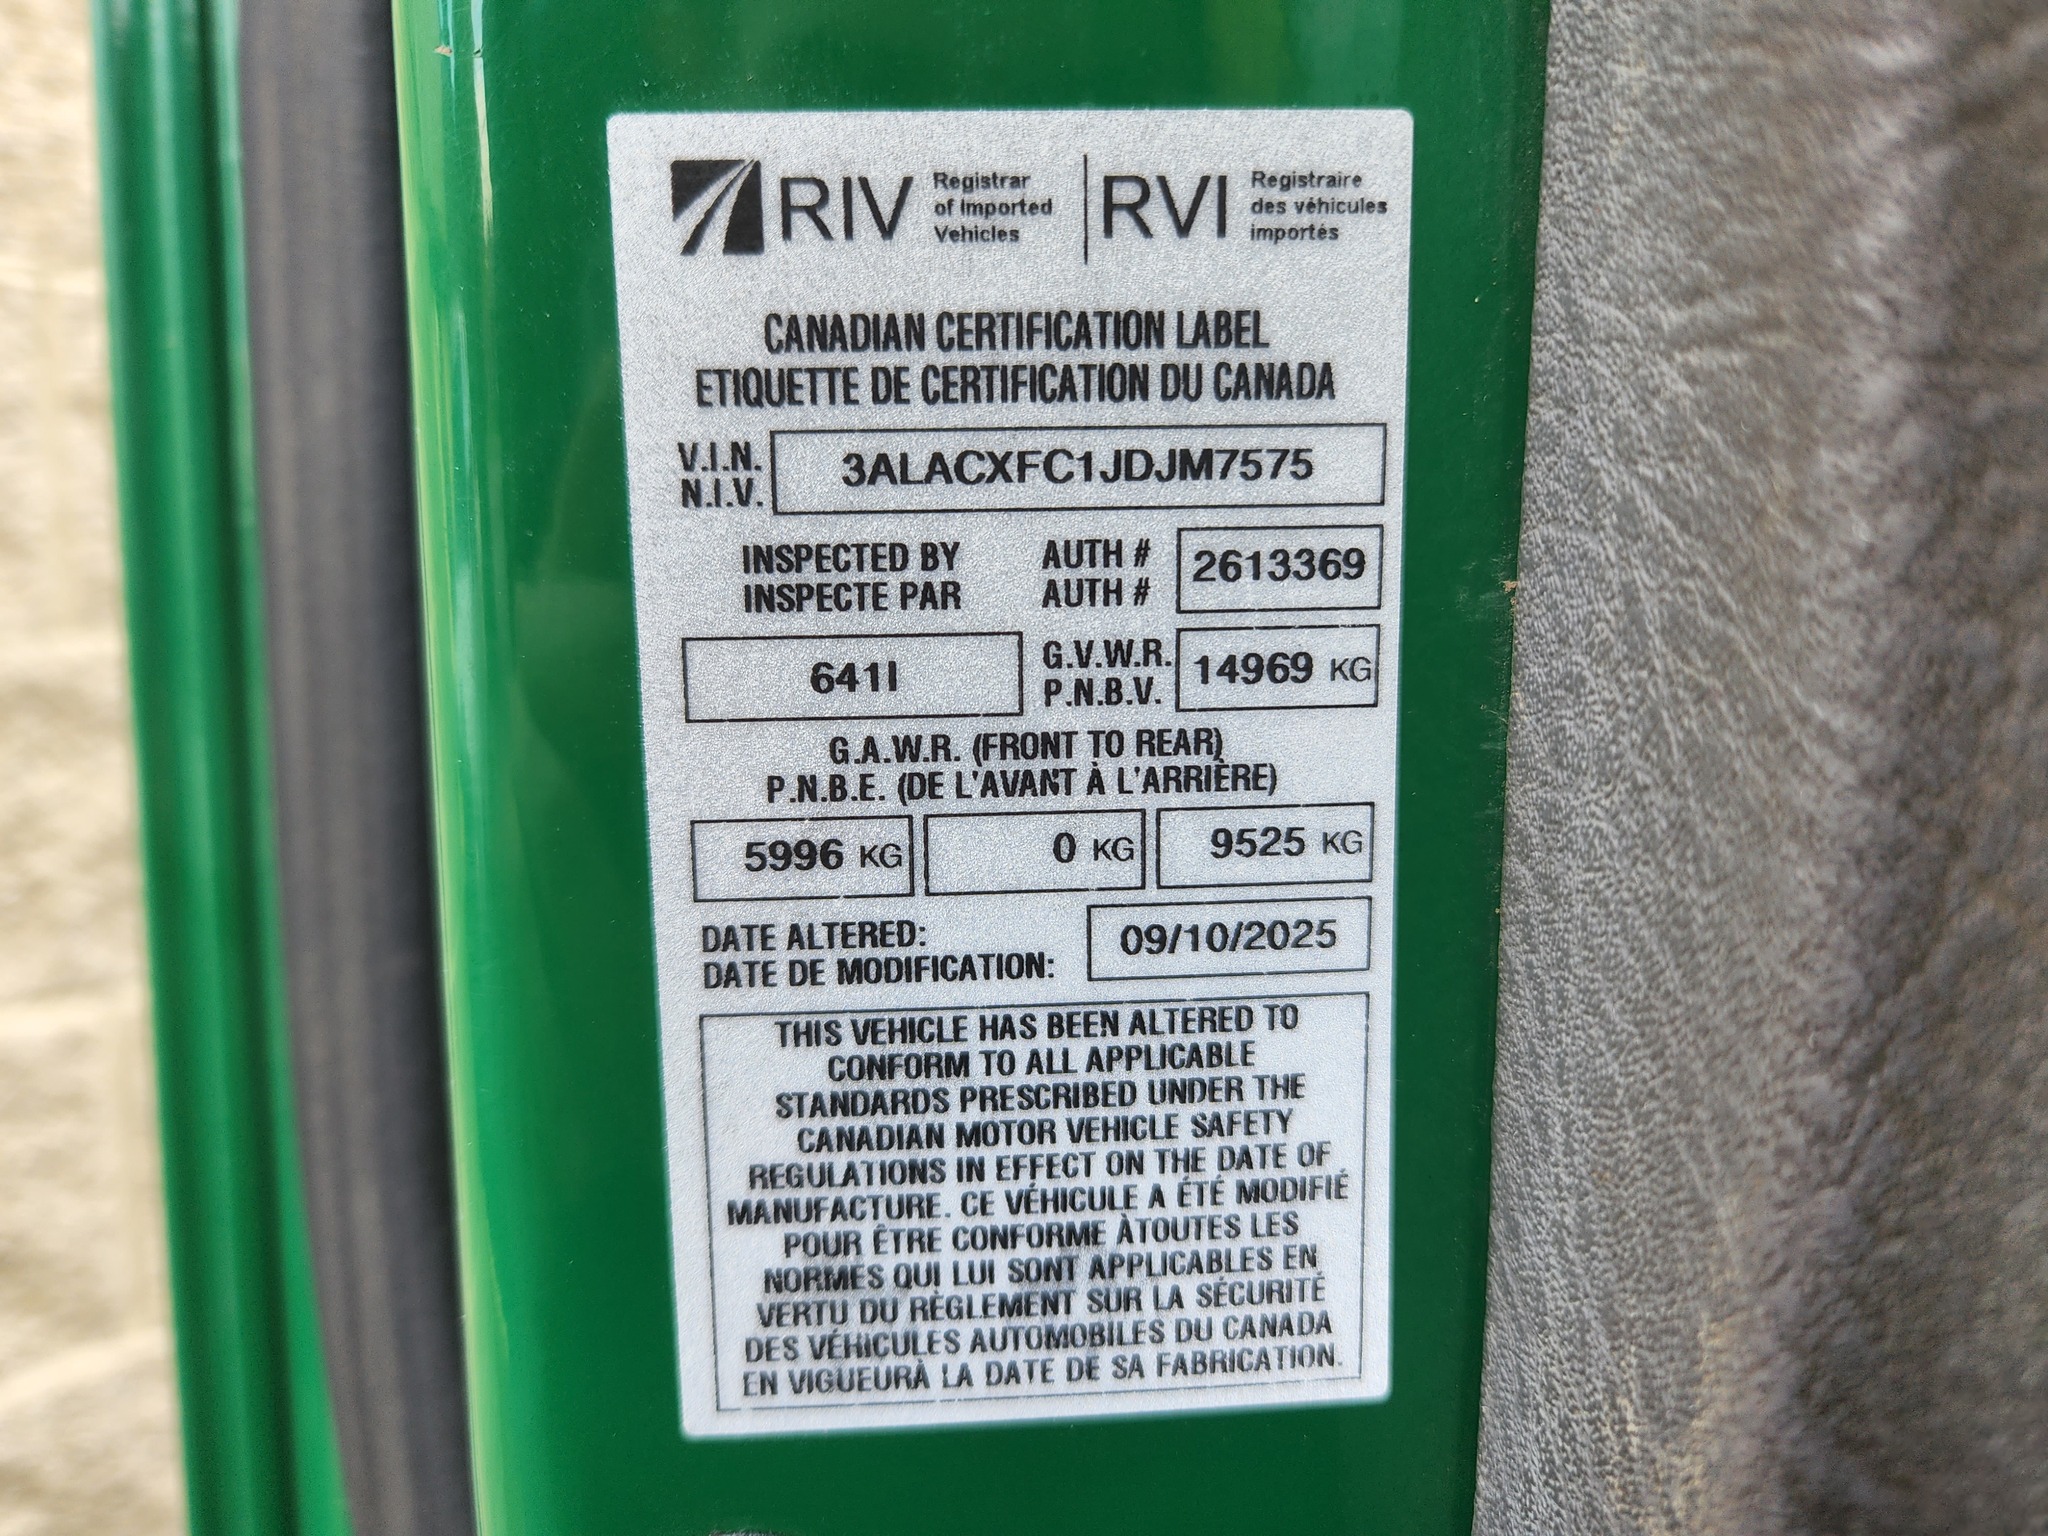 RIV Registrar of Imported Vehicles | RVI Registraire des véhicules importés
CANADIAN CERTIFICATION LABEL
ETIQUETTE DE CERTIFICATION DU CANADA
V.I.N.
N.I.V.
3ALACXFC1JDJM7575
INSPECTED BY
INSPECTE PAR
AUTH #
AUTH #
2613369
641I
G.V.W.R.
P.N.B.V.
14969 KG
G.A.W.R. (FRONT TO REAR)
P.N.B.E. (DE L'AVANT À L'ARRIÈRE)
5996 KG 0 KG 9525 KG
DATE ALTERED:
DATE DE MODIFICATION:
09/10/2025
THIS VEHICLE HAS BEEN ALTERED TO
CONFORM TO ALL APPLICABLE
STANDARDS PRESCRIBED UNDER THE
CANADIAN MOTOR VEHICLE SAFETY
REGULATIONS IN EFFECT ON THE DATE OF
MANUFACTURE. CE VÉHICULE A ÉTÉ MODIFIÉ
POUR ÊTRE CONFORME ÀTOUTES LES
NORMES QUI LUI SONT APPLICABLES EN
VERTU DU RÈGLEMENT SUR LA SÉCURITÉ
DES VÉHICULES AUTOMOBILES DU CANADA
EN VIGUEURÀ LA DATE DE SA FABRICATION.